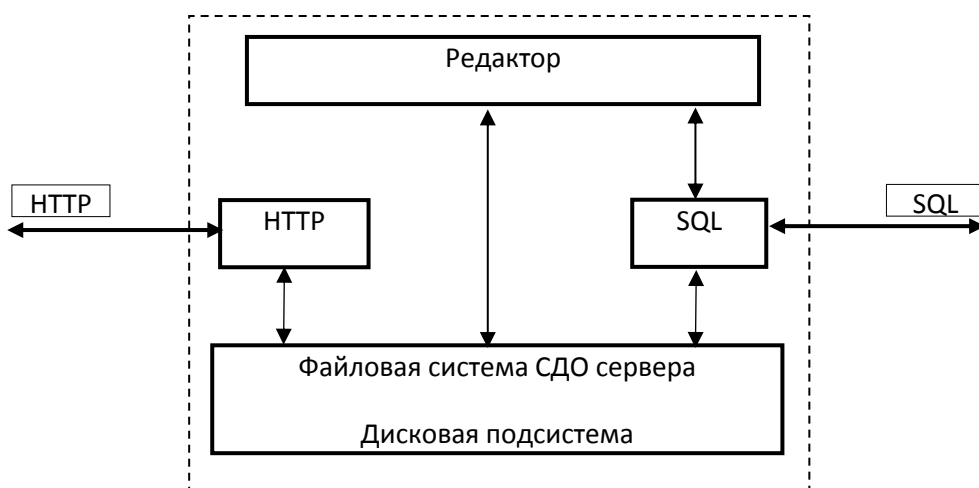 Редактор
HTTP
SQL
HTTP
SQL
Файловая система СДО сервера
Дисковая подсистема